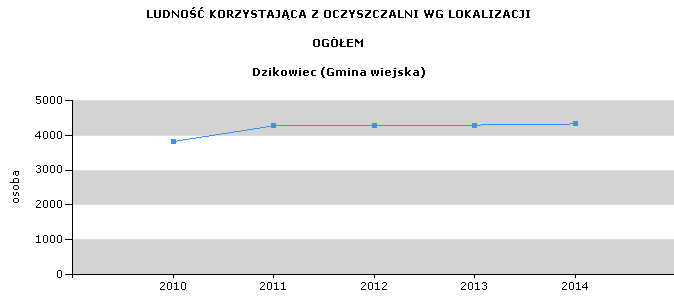 LUDNOŚĆ KORZYSTAJĄCA Z OCZYSZCZALNI WG LOKALIZACJI
OGÓŁEM
Dzikowiec (Gmina wiejska)
5000
4000
3000
2000
1000
0
osoba
2010 2011 2012 2013 2014